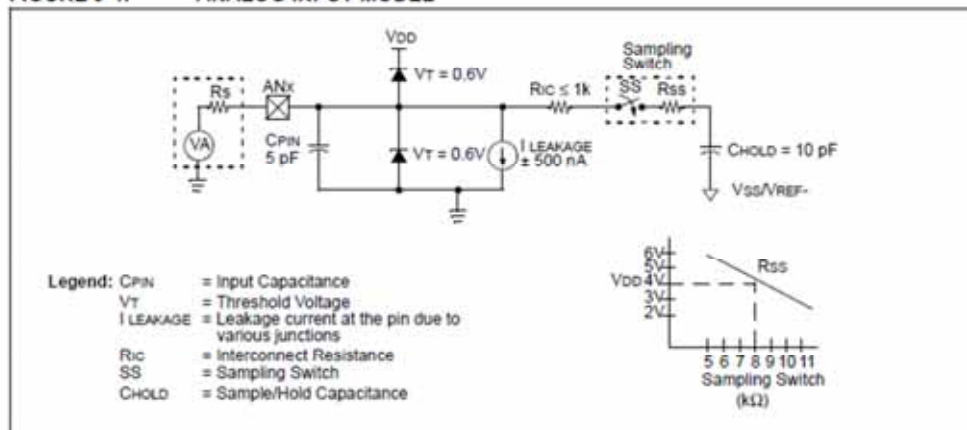 VDD
Sampling
Switch
Rs
ANx
VT = 0.6V
RIC ≤ 1k
SS
Rss
VA
CPIN
5 pF
VT = 0.6V
I LEAKAGE
± 500 nA
CHOLD = 10 pF
VSS/VREF-
Legend: CPIN = Input Capacitance
VT = Threshold Voltage
I LEAKAGE = Leakage current at the pin due to
various junctions
RIC = Interconnect Resistance
SS = Sampling Switch
CHOLD = Sample/Hold Capacitance
6V
5V
VDD 4V
3V
2V
Rss
5 6 7 8 9 10 11
Sampling Switch
(kΩ)